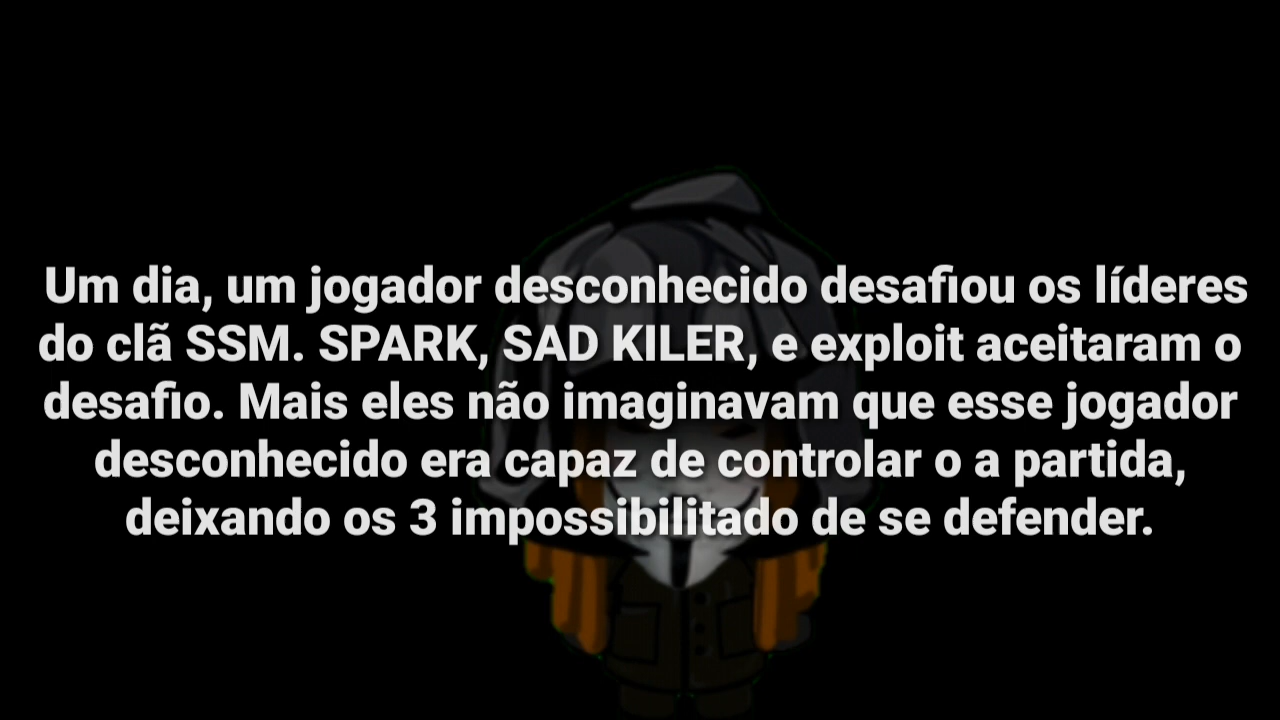 Um dia, um jogador desconhecido desafiou os líderes
do clã SSM. SPARK, SAD KILER, e exploit aceitaram o
desafio. Mais eles não imaginavam que esse jogador
desconhecido era capaz de controlar o a partida,
deixando os 3 impossibilitado de se defender.